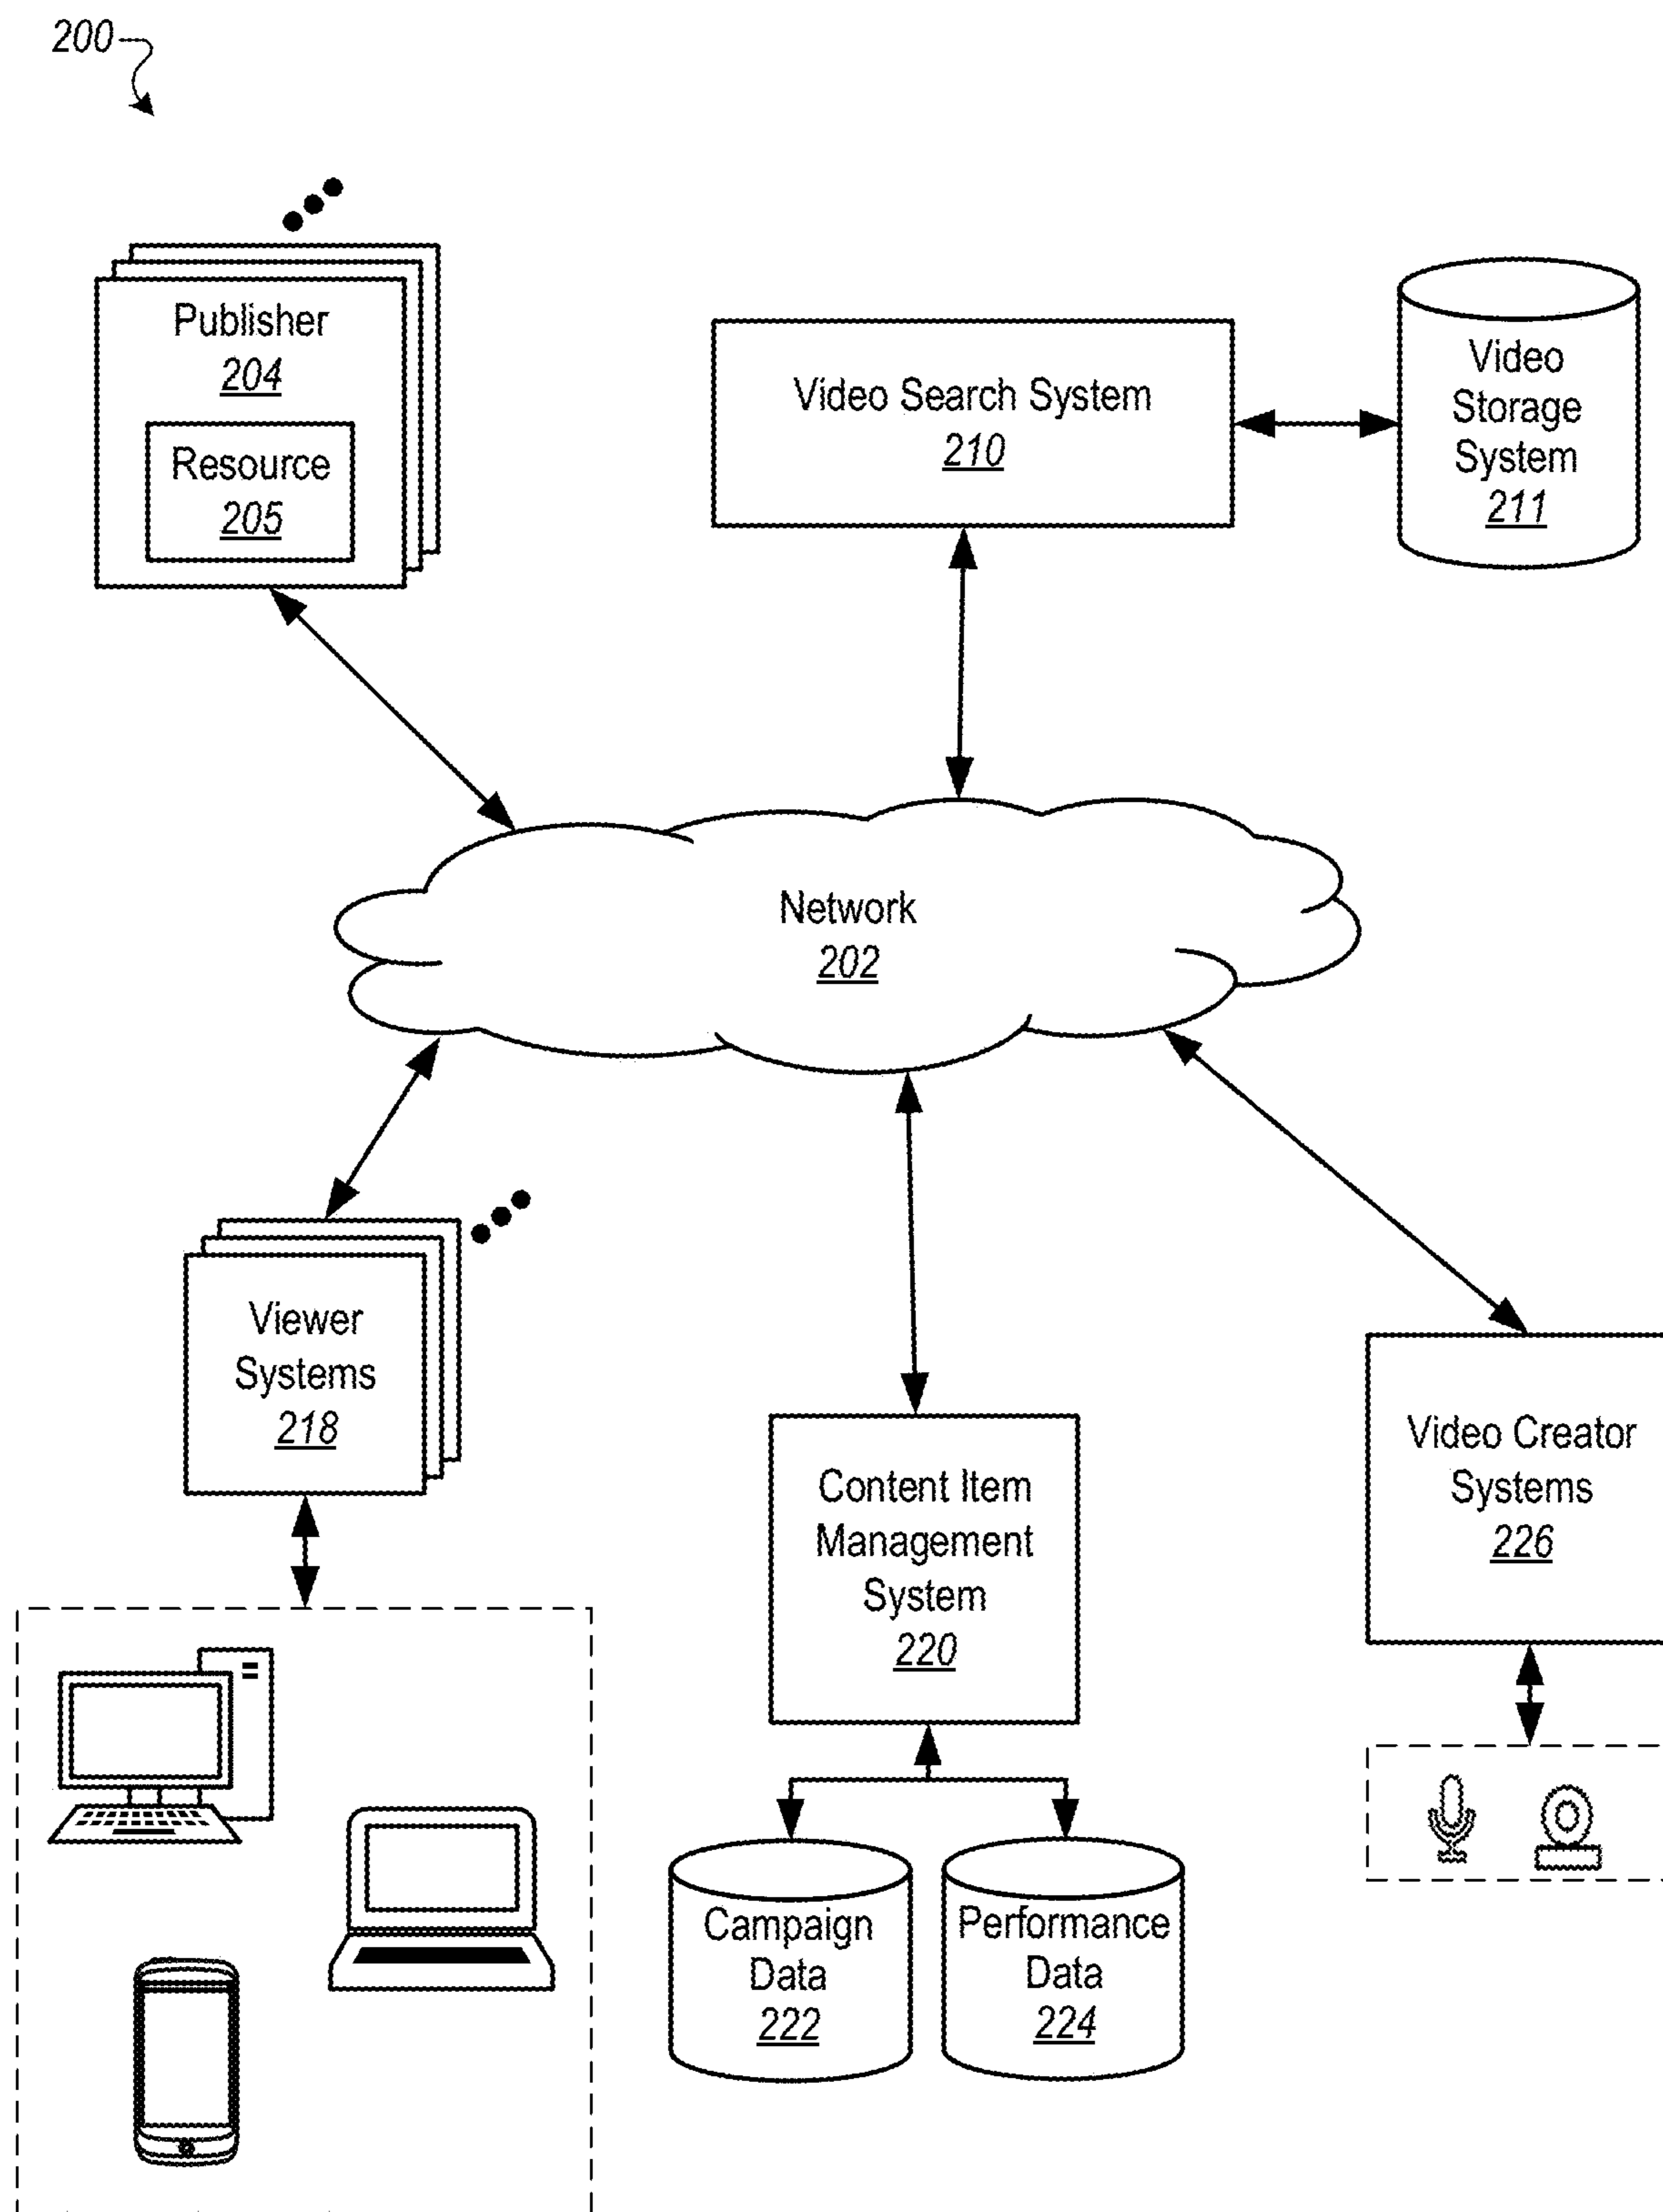 200
Publisher
204
Resource
205
Video Search System
210
Video
Storage
System
211
Network
202
Viewer
Systems
218
Content Item
Management
System
220
Video Creator
Systems
226
Campaign
Data
222
Performance
Data
224